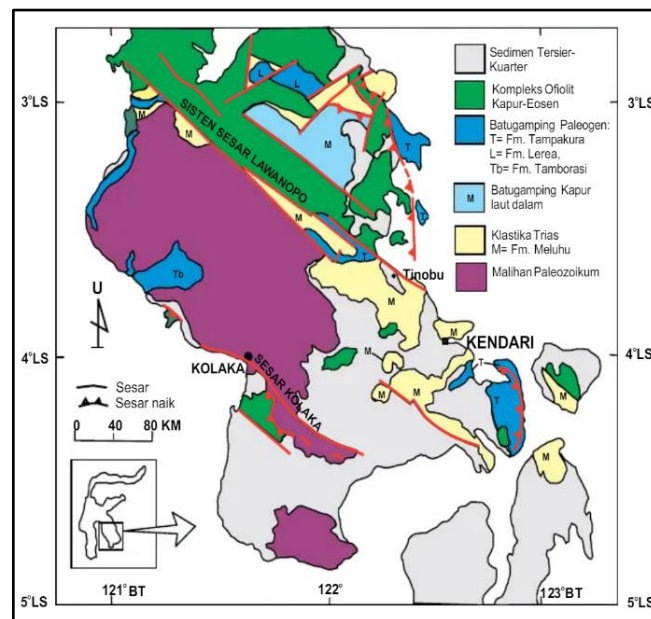 3°LS
4°LS
5°LS
3°LS
4°LS
5°LS
121° BT
122°
123°BT
SISTEN SESAR LAWANOPO
SESAR KOLAKA
KOLAKA
Tinobu
KENDARI
L
L
M
M
M
M
M
T
T
T
Tb
M
M
M
M
M
T
T
M
M
U
Sesar
Sesar naik
0 40 80 KM
Sedimen Tersier-
Kuarter
Kompleks Ofiolit
Kapur-Eosen
Batugamping Paleogen:
T= Fm. Tampakura
L= Fm. Lerea,
Tb= Fm. Tamborasi
M
Batugamping Kapur
laut dalam
M
Klastika Trias
M= Fm. Meluhu
Malihan Paleozoikum